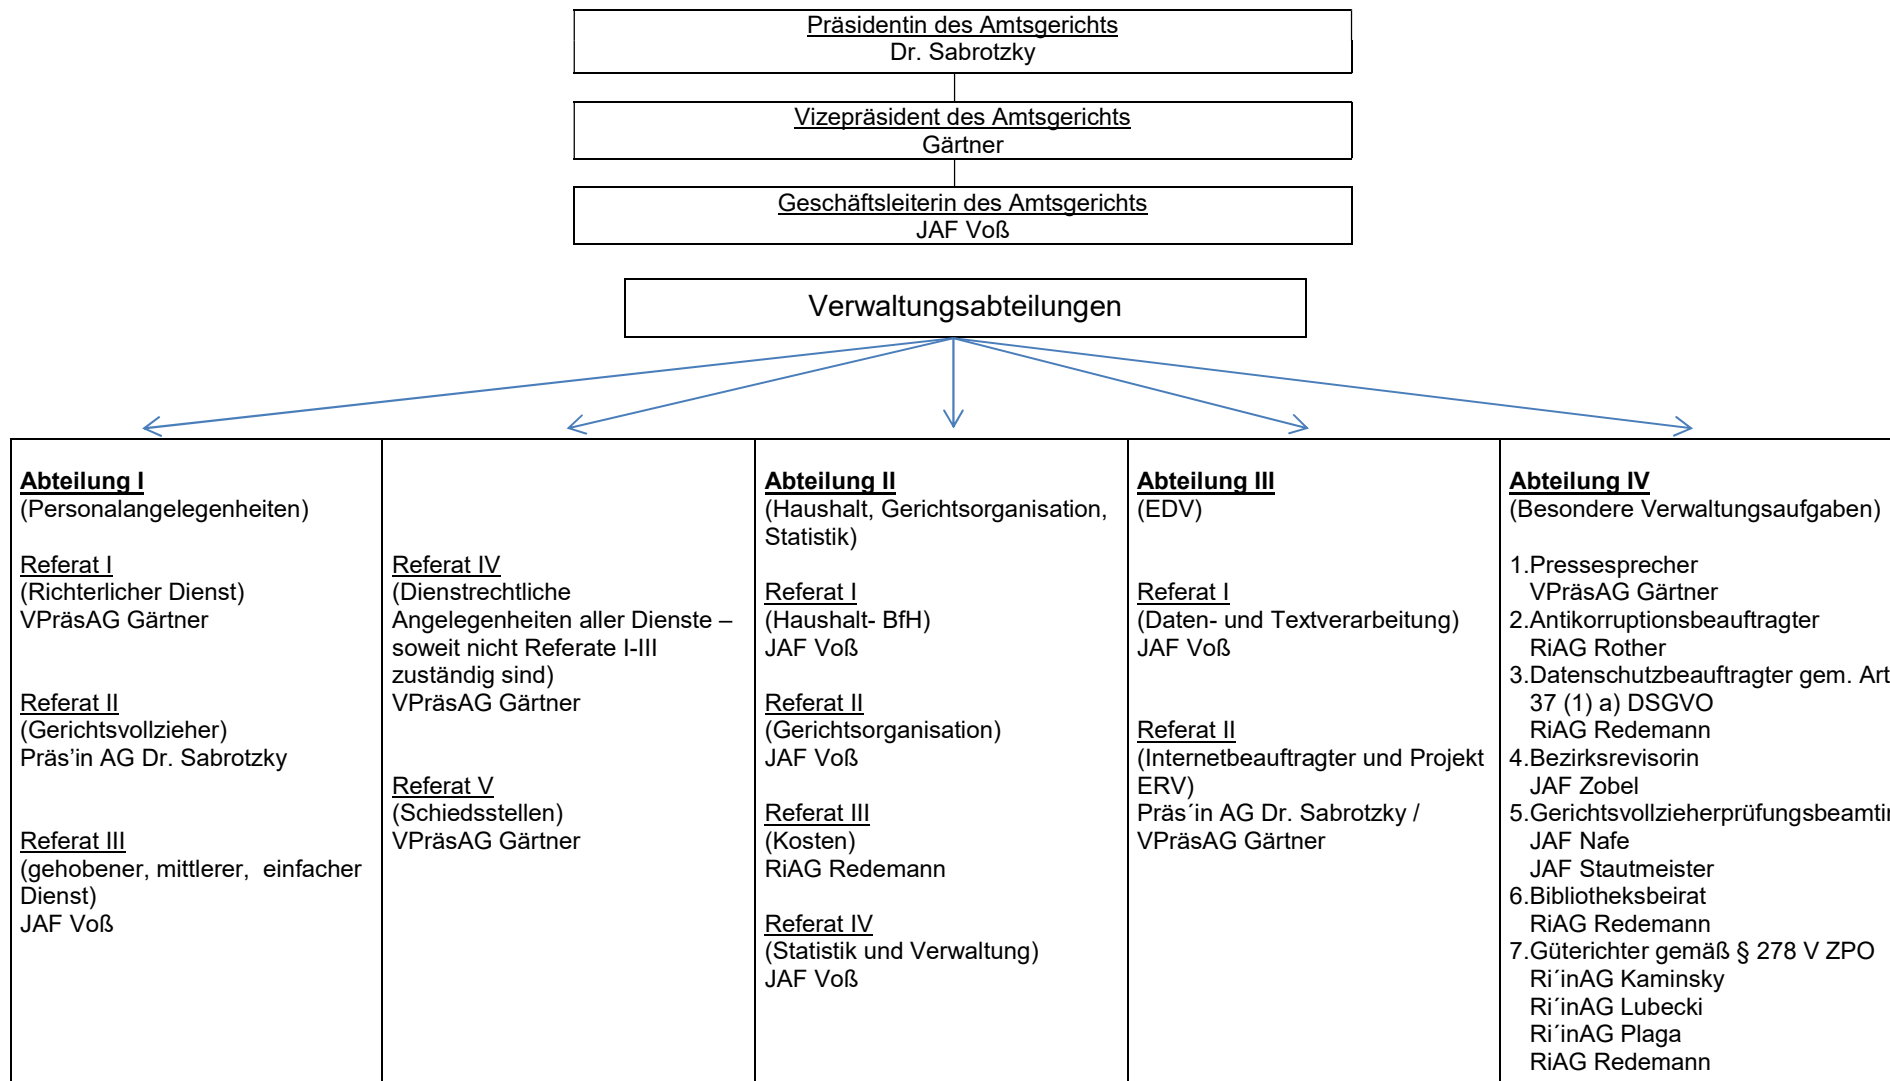 Präsidentin des Amtsgerichts
Dr. Sabrotzky
Vizepräsident des Amtsgerichts
Gärtner
Geschäftsleiterin des Amtsgerichts
JAF Voß
Verwaltungsabteilungen
Abteilung I
(Personalangelegenheiten)
Referat I
(Richterlicher Dienst)
VPräsAG Gärtner
Referat II
(Gerichtsvollzieher)
Präs’in AG Dr. Sabrotzky
Referat III
(gehobener, mittlerer, einfacher
Dienst)
JAF Voß
Referat IV
(Dienstrechtliche
Angelegenheiten aller Dienste –
soweit nicht Referate I-III
zuständig sind)
VPräsAG Gärtner
Referat V
(Schiedsstellen)
VPräsAG Gärtner
Abteilung II
(Haushalt, Gerichtsorganisation,
Statistik)
Referat I
(Haushalt- BfH)
JAF Voß
Referat II
(Gerichtsorganisation)
JAF Voß
Referat III
(Kosten)
RiAG Redemann
Referat IV
(Statistik und Verwaltung)
JAF Voß
Abteilung III
(EDV)
Referat I
(Daten- und Textverarbeitung)
JAF Voß
Referat II
(Internetbeauftragter und Projekt
ERV)
Präs´in AG Dr. Sabrotzky /
VPräsAG Gärtner
Abteilung IV
(Besondere Verwaltungsaufgaben)
1.Pressesprecher
VPräsAG Gärtner
2.Antikorruptionsbeauftragter
RiAG Rother
3.Datenschutzbeauftragter gem. Art
37 (1) a) DSGVO
RiAG Redemann
4.Bezirksrevisorin
JAF Zobel
5.Gerichtsvollzieherprüfungsbeamtin
JAF Nafe
JAF Stautmeister
6.Bibliotheksbeirat
RiAG Redemann
7.Güterichter gemäß § 278 V ZPO
Ri´inAG Kaminsky
Ri´inAG Lubecki
Ri´inAG Plaga
RiAG Redemann